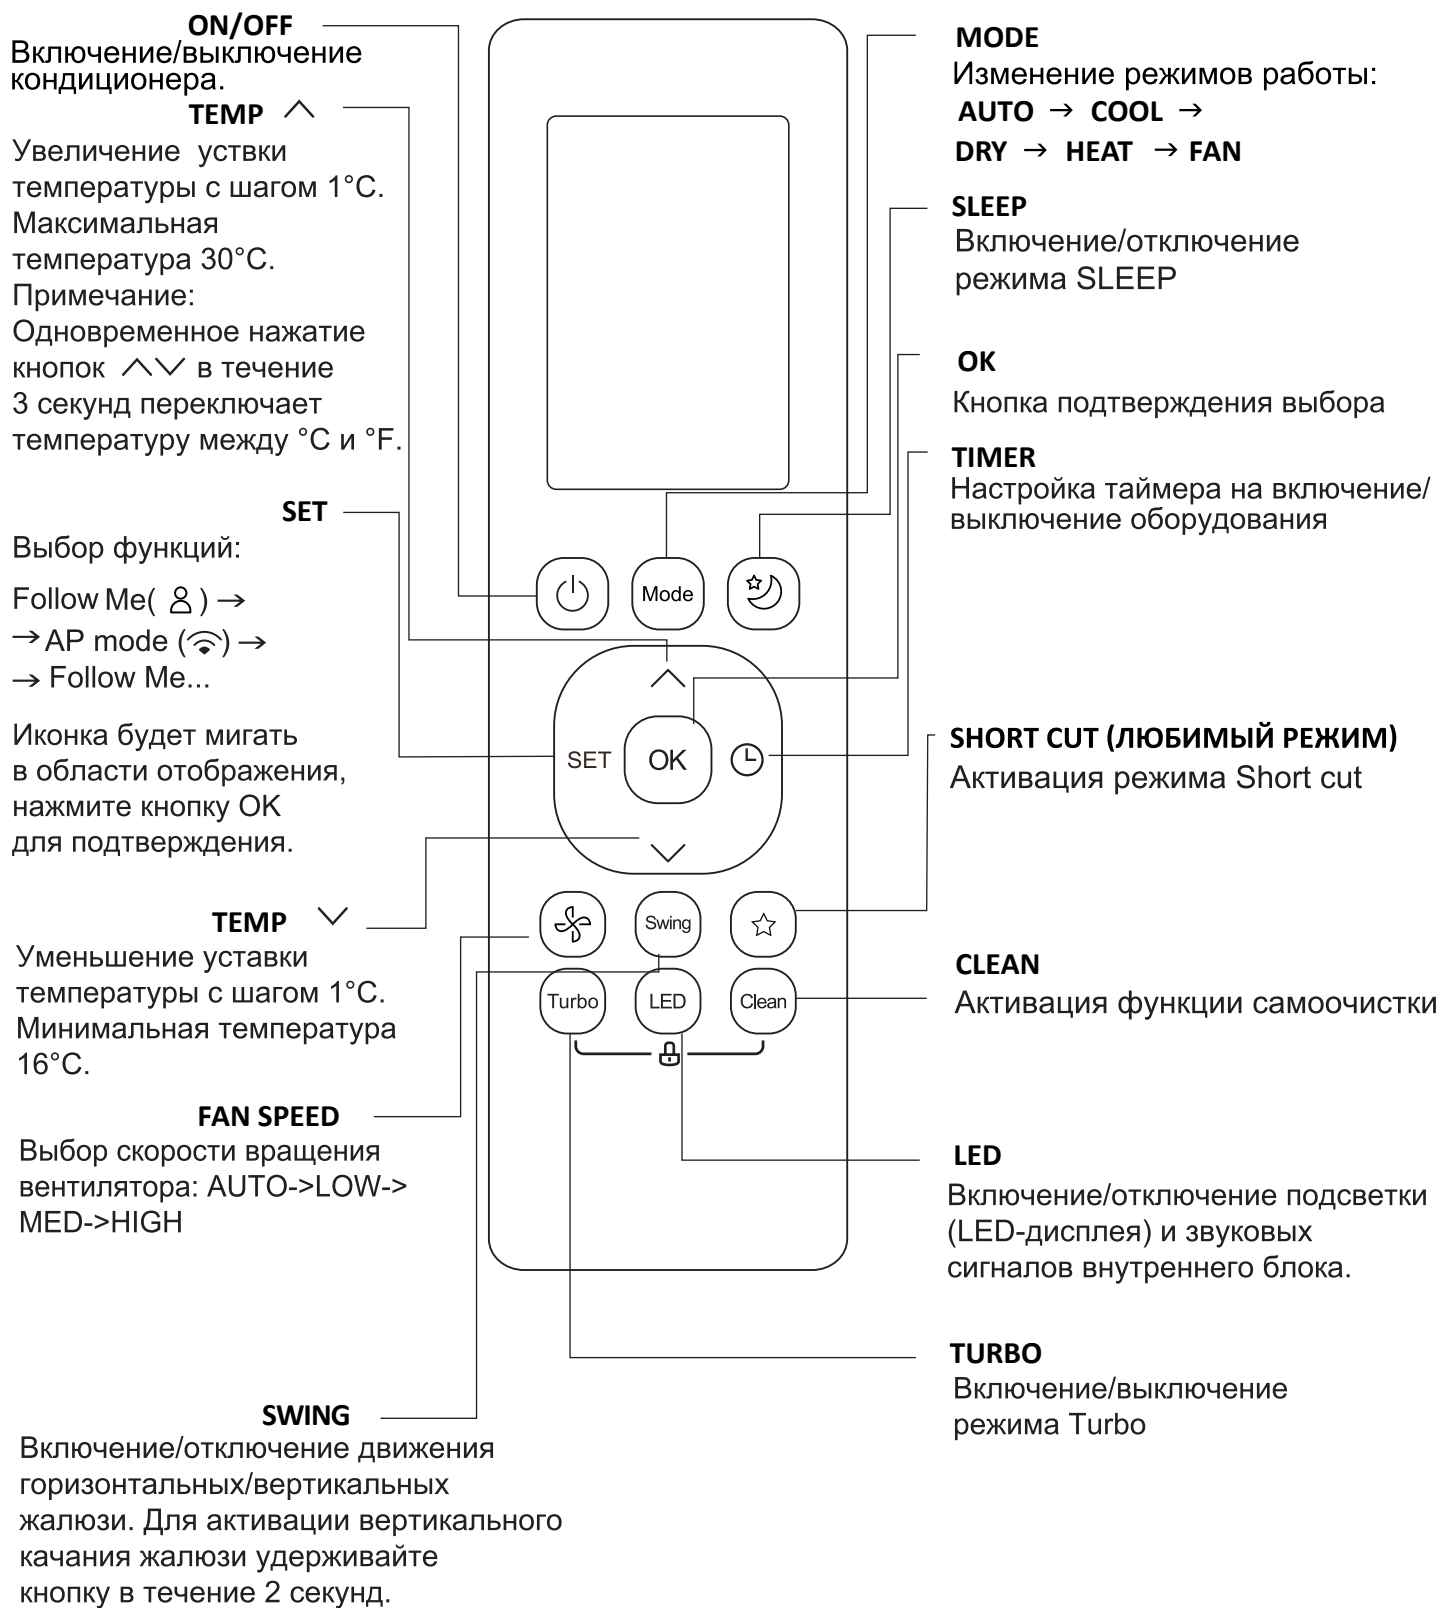 ON/OFF
Включение/выключение
кондиционера.
TEMP
Увеличение уствки
температуры с шагом 1°C.
Максимальная
температура 30°C.
Примечание:
Одновременное нажатие
кнопок в течение
3 секунд переключает
температуру между °C и °F.
SET
Выбор функций:
Follow Me( ) →
→ AP mode ( ) →
→ Follow Me...
Иконка будет мигать
в области отображения,
нажмите кнопку OK
для подтверждения.
TEMP
Уменьшение уставки
температуры с шагом 1°C.
Минимальная температура
16°C.
FAN SPEED
Выбор скорости вращения
вентилятора: AUTO->LOW->
MED->HIGH
SWING
Включение/отключение движения
горизонтальных/вертикальных
жалюзи. Для активации вертикального
качания жалюзи удерживайте
кнопку в течение 2 секунд.
Mode
SET OK
Swing
Turbo LED Clean
MODE
Изменение режимов работы:
AUTO → COOL →
DRY → HEAT → FAN
SLEEP
Включение/отключение
режима SLEEP
OK
Кнопка подтверждения выбора
TIMER
Настройка таймера на включение/
выключение оборудования
SHORT CUT (ЛЮБИМЫЙ РЕЖИМ)
Активация режима Short cut
CLEAN
Активация функции самоочистки
LED
Включение/отключение подсветки
(LED-дисплея) и звуковых
сигналов внутреннего блока.
TURBO
Включение/выключение
режима Turbo